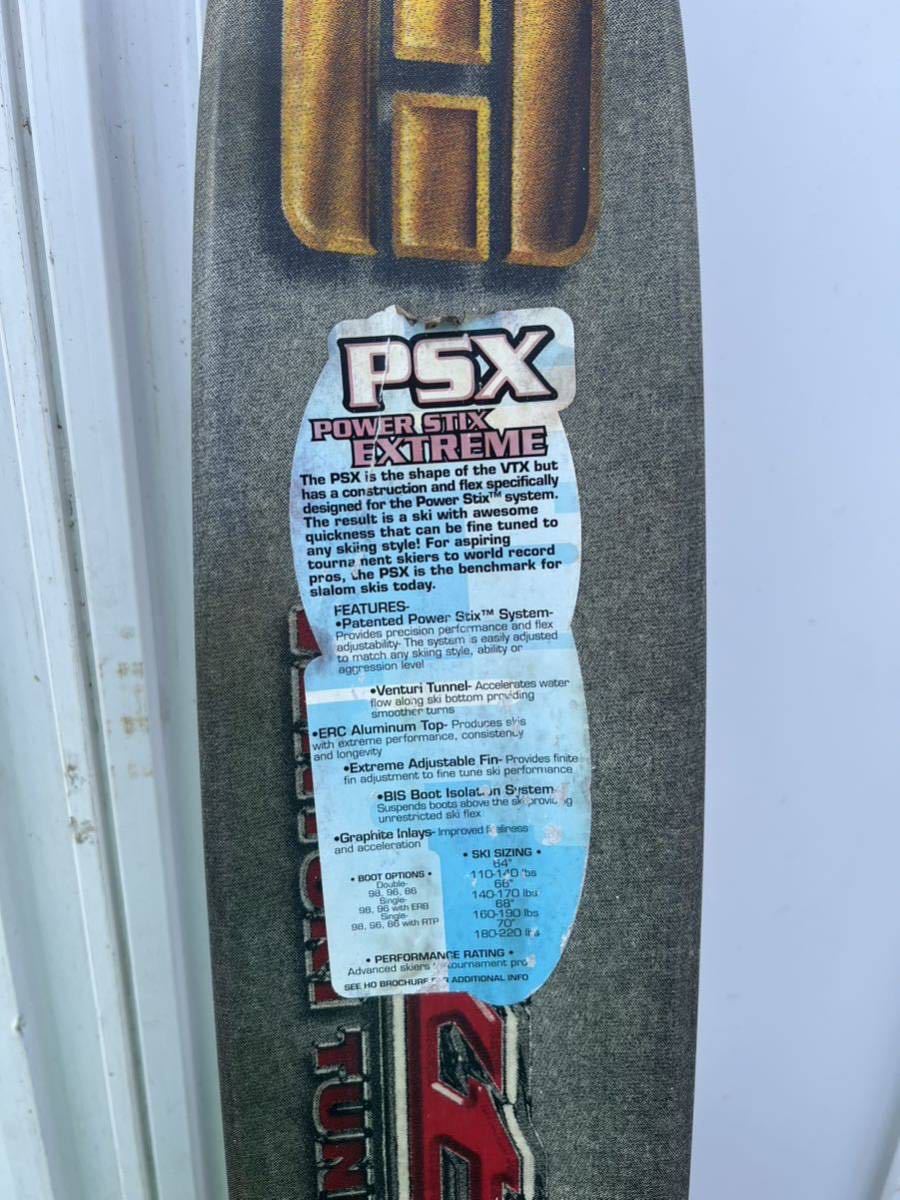 H
PSX
POWER STIX
EXTREME
The PSX is the shape of the VTX but
has a construction and flex specifically
designed for the Power Stix™ system.
The result is a ski with awesome
quickness that can be fine tuned to
any skiing style! For aspiring
tournament skiers to world record
pros, the PSX is the benchmark for
slalom skis today.
FEATURES-
•Patented Power Stix™ System-
Provides precision performance and flex
adjustability- The system is easily adjusted
to match any skiing style, ability or
aggression level
•Venturi Tunnel- Accelerates water
flow along ski bottom providing
smoother turns
•ERC Aluminum Top- Produces skis
with extreme performance, consistency
and longevity
•Extreme Adjustable Fin- Provides finite
fin adjustment to fine tune ski performance
•BIS Boot Isolation System-
Suspends boots above the ski providing
unrestricted ski flex
•Graphite Inlays- Improved
and acceleration
• BOOT OPTIONS •
Double-
98, 96, 86
Single-
98, 96 with ERB
Single-
98, 96, 86 with RTP
• SKI SIZING •
64"
110-140 lbs
66"
140-170 lbs
68"
160-190 lbs
70"
180-220 lbs
• PERFORMANCE RATING •
Advanced skiers tournament pro
SEE HO BROCHURE FOR ADDITIONAL INFO